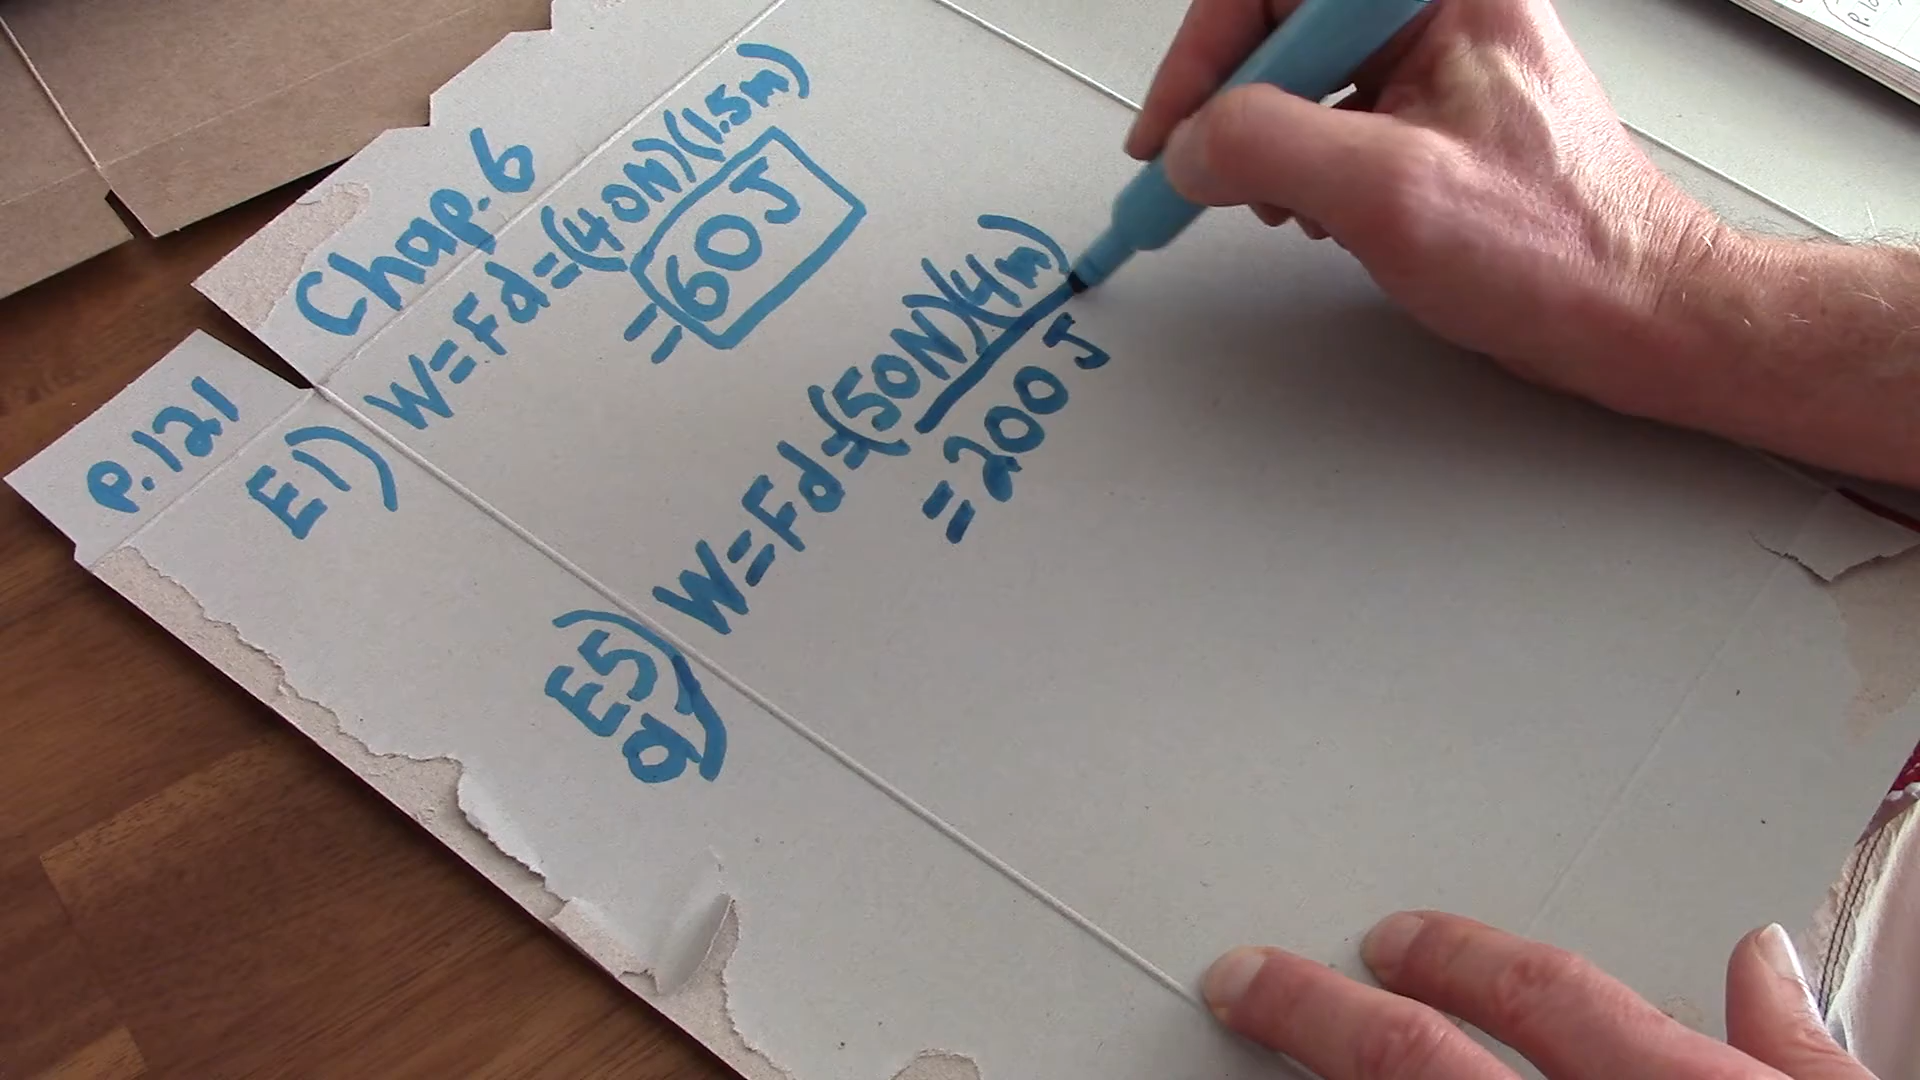 Chap. 6
P. 121
E1) W=Fd=(40N)(1.5m)
=60J
E5) W=Fd=(50N)(4m)
a) =200J